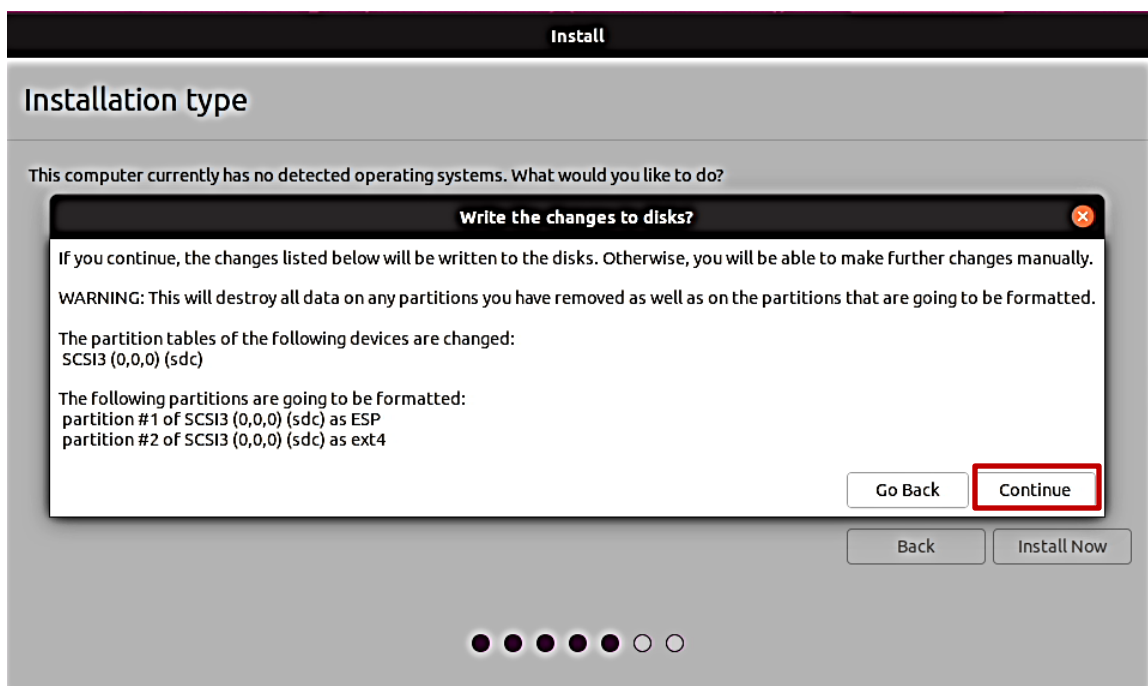 Install
Installation type
This computer currently has no detected operating systems. What would you like to do?
Write the changes to disks?
If you continue, the changes listed below will be written to the disks. Otherwise, you will be able to make further changes manually.
WARNING: This will destroy all data on any partitions you have removed as well as on the partitions that are going to be formatted.
The partition tables of the following devices are changed:
SCSI3 (0,0,0) (sdc)
The following partitions are going to be formatted:
partition #1 of SCSI3 (0,0,0) (sdc) as ESP
partition #2 of SCSI3 (0,0,0) (sdc) as ext4
Go Back Continue
Back Install Now